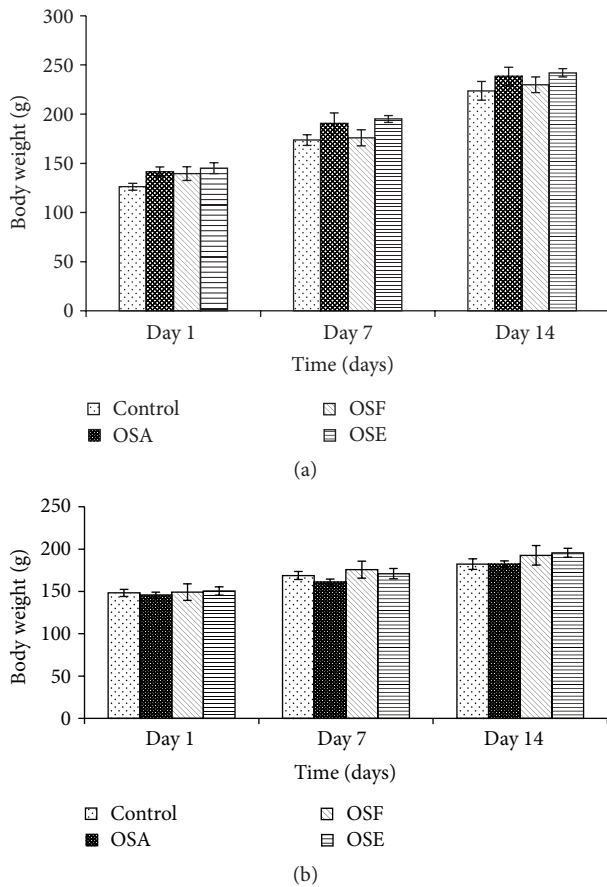 300
250
200
150
100
50
0
Body weight (g)
Day 1 Day 7 Day 14
Time (days)
Control OSF
OSA OSE
(a)
250
200
150
100
50
0
Body weight (g)
Day 1 Day 7 Day 14
Time (days)
Control OSF
OSA OSE
(b)